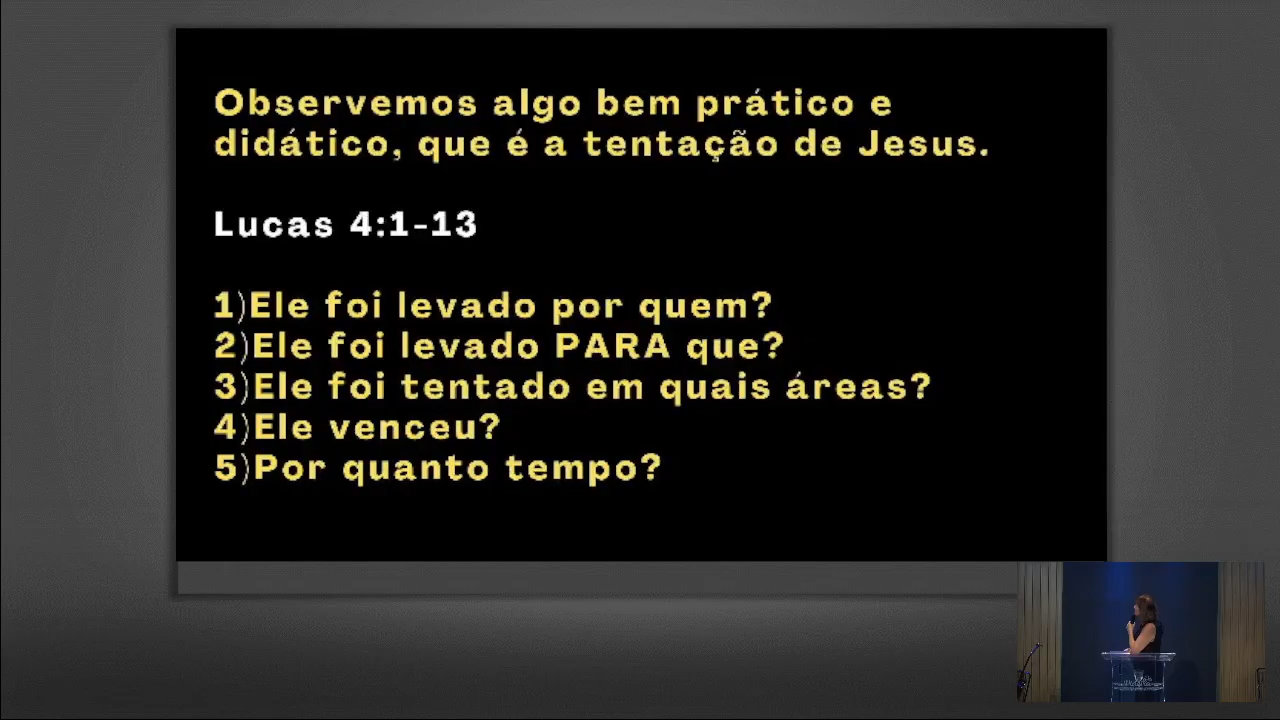 Observemos algo bem prático e
didático, que é a tentação de Jesus.
Lucas 4:1-13
1)Ele foi levado por quem?
2)Ele foi levado PARA que?
3)Ele foi tentado em quais áreas?
4)Ele venceu?
5)Por quanto tempo?